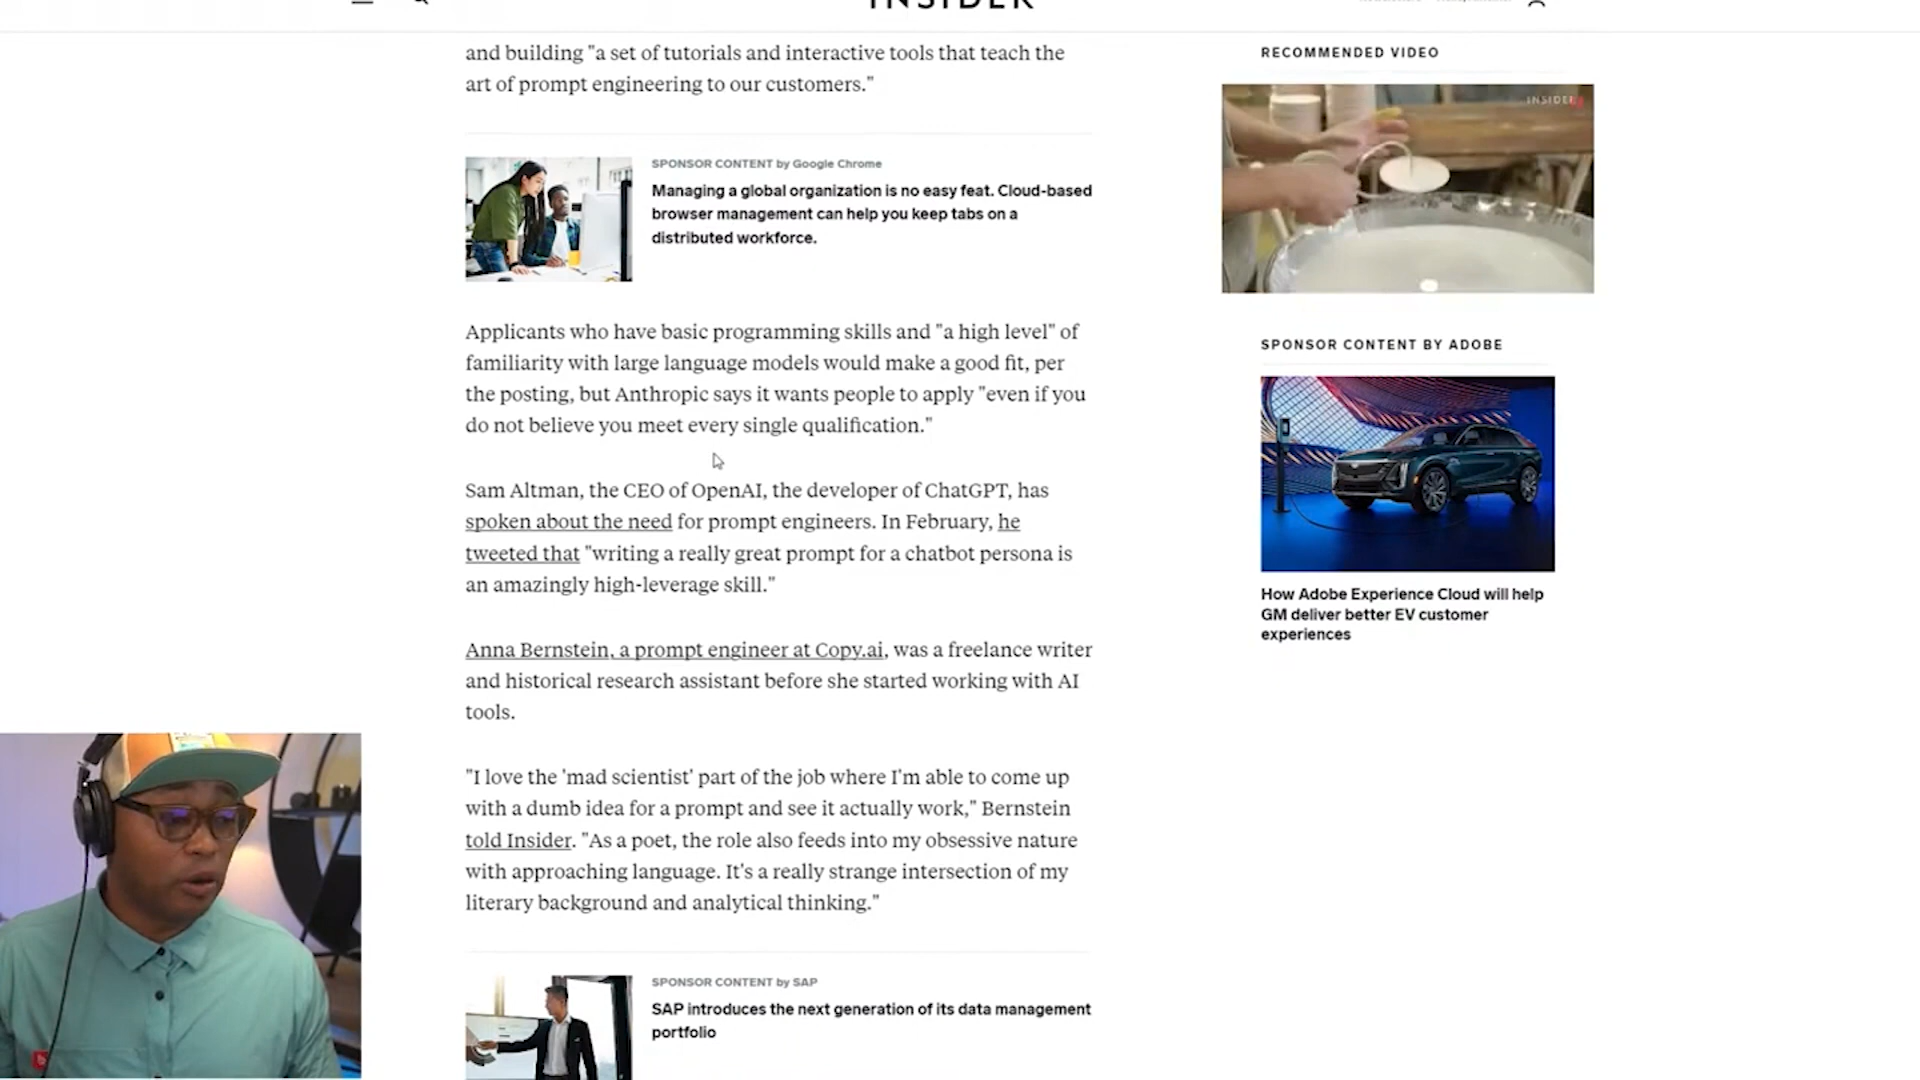 INSIDER
and building "a set of tutorials and interactive tools that teach the
art of prompt engineering to our customers."
SPONSOR CONTENT by Google Chrome
Managing a global organization is no easy feat. Cloud-based
browser management can help you keep tabs on a
distributed workforce.
Applicants who have basic programming skills and "a high level" of
familiarity with large language models would make a good fit, per
the posting, but Anthropic says it wants people to apply "even if you
do not believe you meet every single qualification."
Sam Altman, the CEO of OpenAI, the developer of ChatGPT, has
spoken about the need for prompt engineers. In February, he
tweeted that "writing a really great prompt for a chatbot persona is
an amazingly high-leverage skill."
Anna Bernstein, a prompt engineer at Copy.ai, was a freelance writer
and historical research assistant before she started working with AI
tools.
"I love the 'mad scientist' part of the job where I'm able to come up
with a dumb idea for a prompt and see it actually work," Bernstein
told Insider. "As a poet, the role also feeds into my obsessive nature
with approaching language. It's a really strange intersection of my
literary background and analytical thinking."
SPONSOR CONTENT by SAP
SAP introduces the next generation of its data management
portfolio
RECOMMENDED VIDEO
INSIDER
SPONSOR CONTENT BY ADOBE
How Adobe Experience Cloud will help
GM deliver better EV customer
experiences